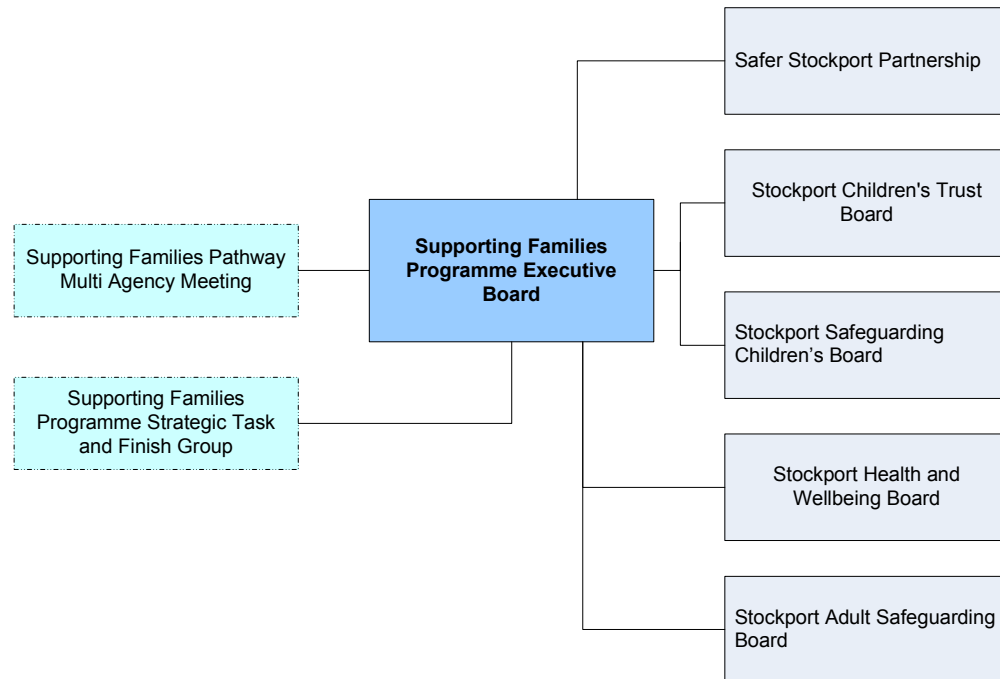 Safer Stockport Partnership
Stockport Children's Trust
Board
Supporting Families
Programme Executive
Board
Supporting Families Pathway
Multi Agency Meeting
Stockport Safeguarding
Children’s Board
Supporting Families
Programme Strategic Task
and Finish Group
Stockport Health and
Wellbeing Board
Stockport Adult Safeguarding
Board